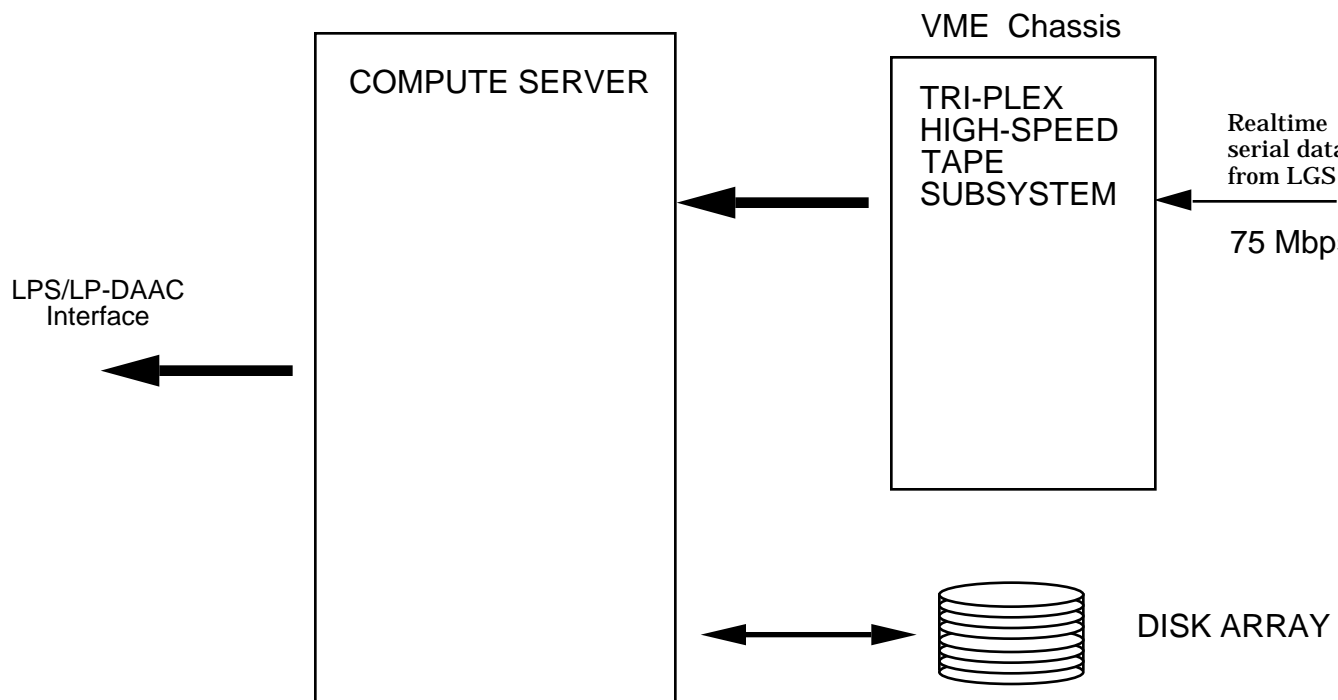 VME Chassis
COMPUTE SERVER
TRI-PLEX
HIGH-SPEED
TAPE
SUBSYSTEM
Realtime
serial data
from LGS
75 Mbps
LPS/LP-DAAC
Interface
DISK ARRAY